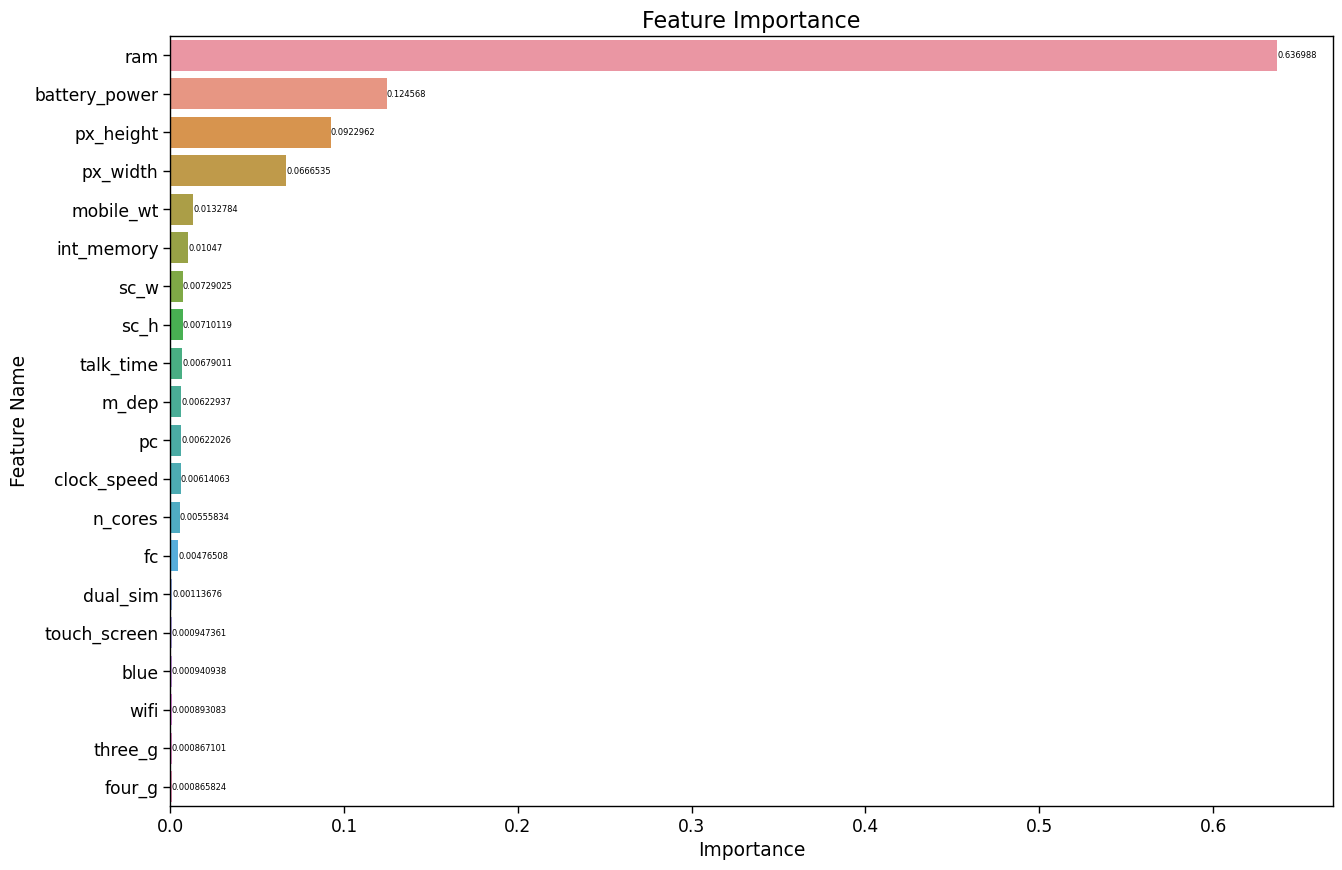 Feature Importance
ram 0.636988
battery_power 0.124568
px_height 0.0922962
px_width 0.0666535
mobile_wt 0.0132784
int_memory 0.01047
sc_w 0.00729025
sc_h 0.00710119
talk_time 0.00679011
m_dep 0.00622937
pc 0.00622026
clock_speed 0.00614063
n_cores 0.00555834
fc 0.00476508
dual_sim 0.00113676
touch_screen 0.000947361
blue 0.000940938
wifi 0.000893083
three_g 0.000867101
four_g 0.000865824
0.0 0.1 0.2 0.3 0.4 0.5 0.6
Importance
Feature Name